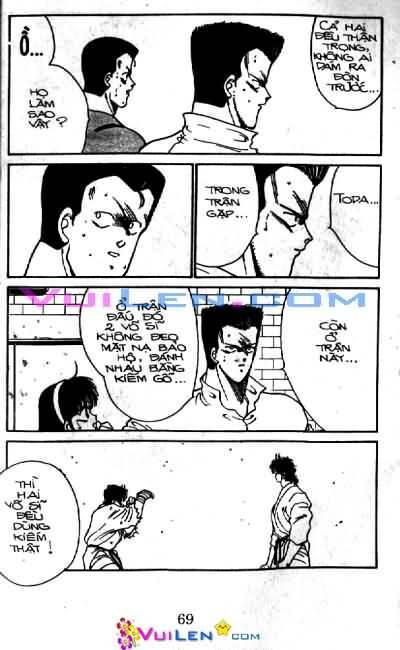 Ồ...
HỌ
LÀM
SAO
VẬY ?
CẢ HAI
ĐỀU THẬN
TRỌNG,
KHÔNG AI
DÁM RA
ĐÒN
TRƯỚC...
TRONG
TRẬN
GẶP...
TODA...
Ở TRẬN
ĐẤU ĐÓ
2 VÕ SĨ
KHÔNG ĐEO
MẶT NẠ BẢO
HỘ, ĐÁNH
NHAU BẰNG
KIẾM GỖ...
CÒN
Ở
TRẬN
NÀY...
VUILEN.COM
THÌ
HAI
VÕ SĨ
ĐỀU
DÙNG
KIẾM
THẬT !
69
VUILEN.COM